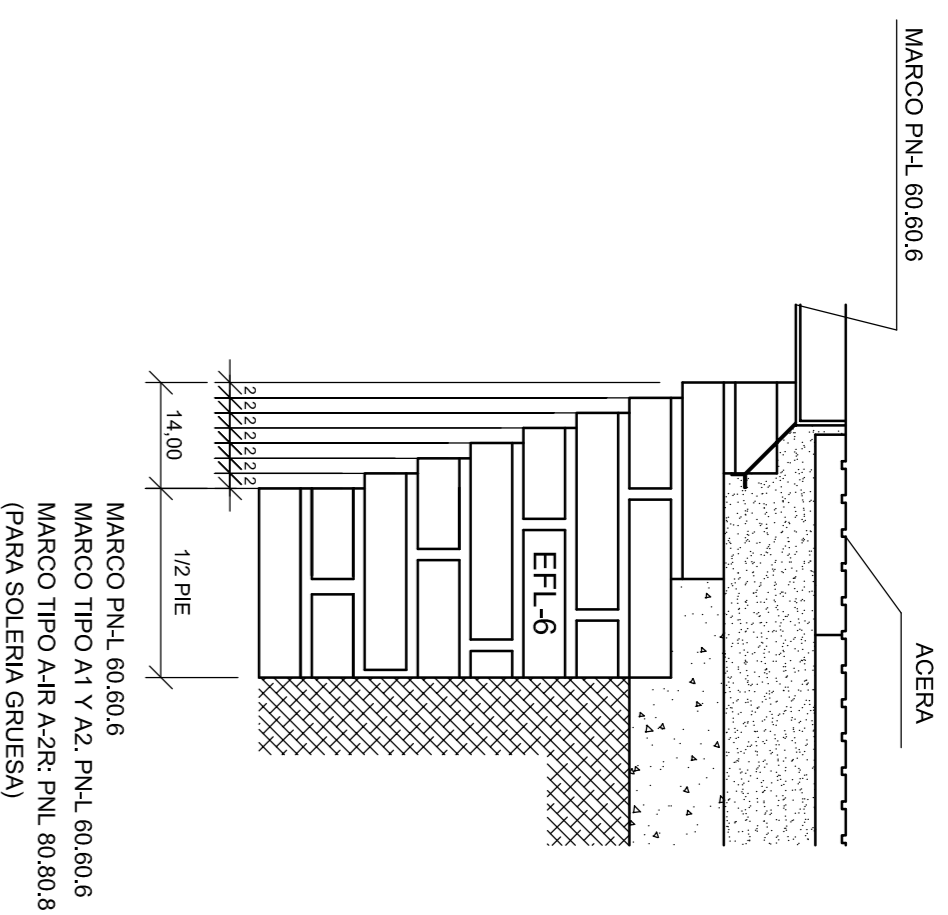 MARCO PN-L 60.60.6
ACERA
EFL-6
2
2
2
2
2
2
2
14,00
1/2 PIE
MARCO PN-L 60.60.6
MARCO TIPO A1 Y A2. PN-L 60.60.6
MARCO TIPO A-IR A-2R: PNL 80.80.8
(PARA SOLERIA GRUESA)